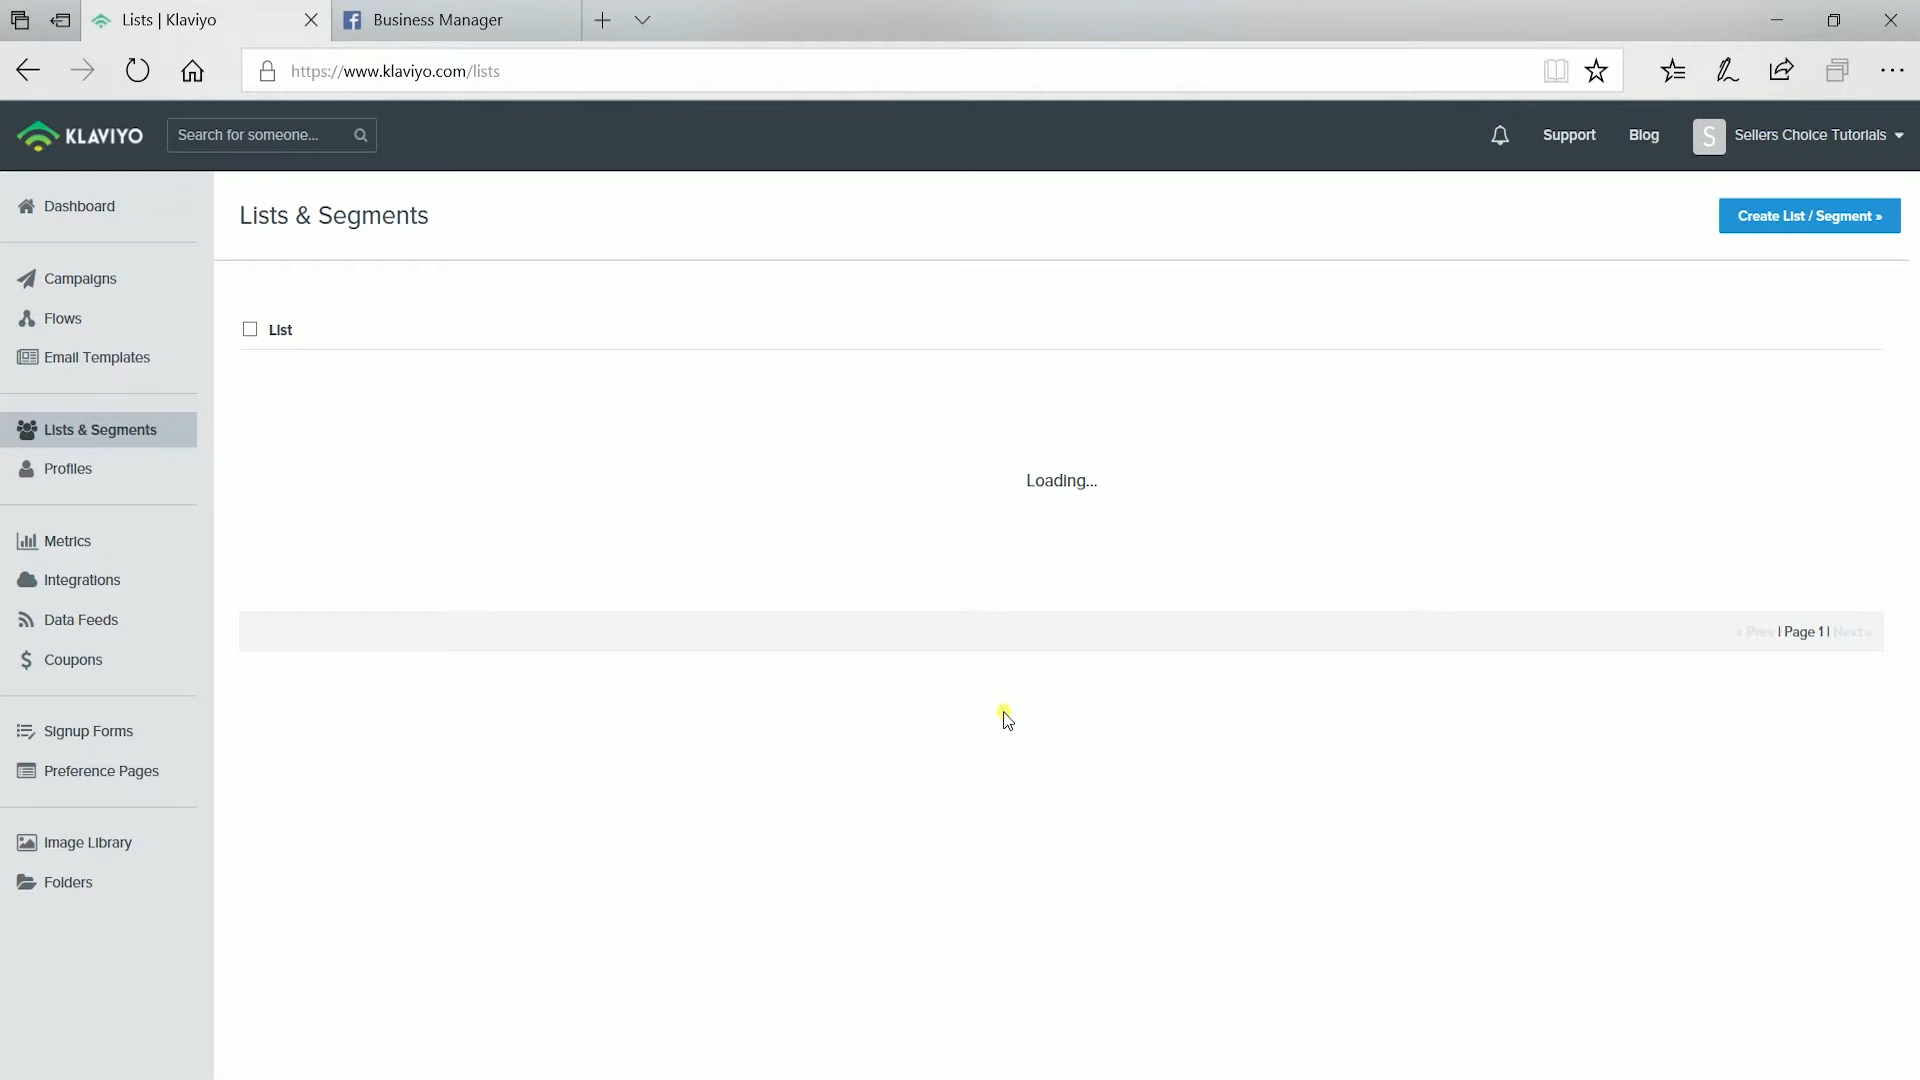 Lists | Klaviyo
Business Manager
https://www.klaviyo.com/lists
KLAVIYO
Search for someone...
Support
Blog
S
Sellers Choice Tutorials
Dashboard
Campaigns
Flows
Email Templates
Lists & Segments
Profiles
Metrics
Integrations
Data Feeds
Coupons
Signup Forms
Preference Pages
Image Library
Folders
Lists & Segments
Create List / Segment »
List
Loading...
« Prev | Page 1 | Next »